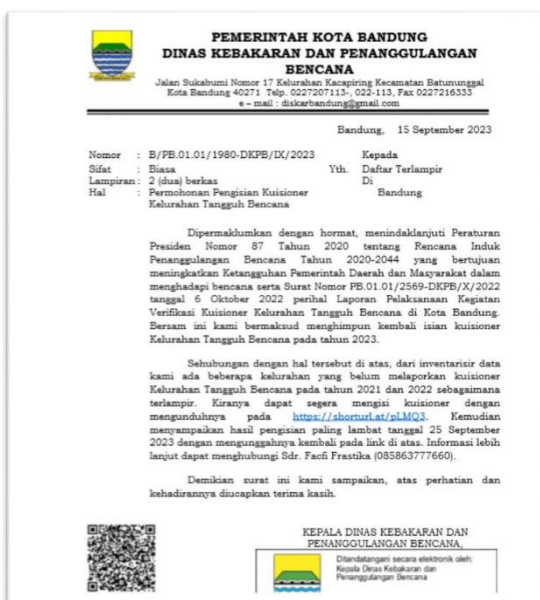 PEMERINTAH KOTA BANDUNG
DINAS KEBAKARAN DAN PENANGGULANGAN
BENCANA
Jalan Sukabumi Nomor 17 Kelurahan Kacapiring Kecamatan Batununggal
Kota Bandung 40271 Telp. 0227207113-, 022-113, Fax 0227216333
e – mail : diskarbandung@gmail.com
Bandung, 15 September 2023
Nomor : B/PB.01.01/1980-DKPB/IX/2023 Kepada
Sifat : Biasa Yth. Daftar Terlampir
Lampiran : 2 (dua) berkas Di
Hal : Permohonan Pengisian Kuisioner Bandung
Kelurahan Tangguh Bencana
Dipermaklumkan dengan hormat, menindaklanjuti Peraturan
Presiden Nomor 87 Tahun 2020 tentang Rencana Induk
Penanggulangan Bencana Tahun 2020-2044 yang bertujuan
meningkatkan Ketangguhan Pemerintah Daerah dan Masyarakat dalam
menghadapi bencana serta Surat Nomor PB.01.01/2569-DKPB/X/2022
tanggal 6 Oktober 2022 perihal Laporan Pelaksanaan Kegiatan
Verifikasi Kuisioner Kelurahan Tangguh Bencana di Kota Bandung.
Bersam ini kami bermaksud menghimpun kembali isian kuisioner
Kelurahan Tangguh Bencana pada tahun 2023.
Sehubungan dengan hal tersebut di atas, dari inventarisir data
kami ada beberapa kelurahan yang belum melaporkan kuisioner
Kelurahan Tangguh Bencana pada tahun 2021 dan 2022 sebagaimana
terlampir. Kiranya dapat segera mengisi kuisioner dengan
mengunduhnya pada https://shorturl.at/pLMQ3. Kemudian
menyampaikan hasil pengisian paling lambat tanggal 25 September
2023 dengan mengunggahnya kembali pada link di atas. Informasi lebih
lanjut dapat menghubungi Sdr. Facfi Frastika (085863777660).
Demikian surat ini kami sampaikan, atas perhatian dan
kehadirannya diucapkan terima kasih.
KEPALA DINAS KEBAKARAN DAN
PENANGGULANGAN BENCANA,
Ditandatangani secara elektronik oleh:
Kepala Dinas Kebakaran dan
Penanggulangan Bencana